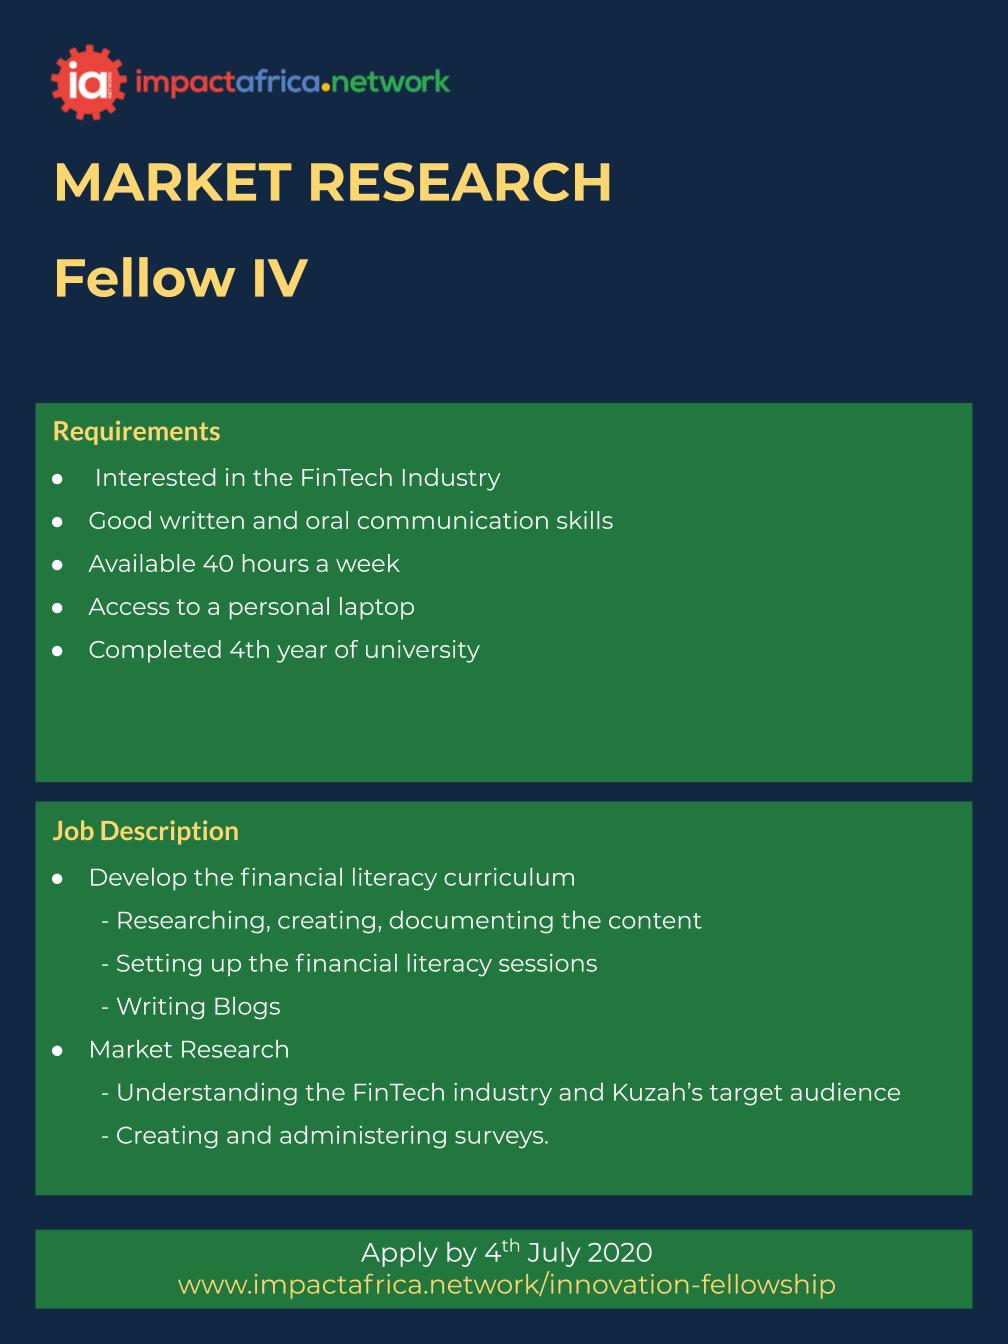 ia impactafrica.network
MARKET RESEARCH
Fellow IV
Requirements
● Interested in the FinTech Industry
● Good written and oral communication skills
● Available 40 hours a week
● Access to a personal laptop
● Completed 4th year of university
Job Description
● Develop the financial literacy curriculum
- Researching, creating, documenting the content
- Setting up the financial literacy sessions
- Writing Blogs
● Market Research
- Understanding the FinTech industry and Kuzah’s target audience
- Creating and administering surveys.
Apply by 4th July 2020
www.impactafrica.network/innovation-fellowship